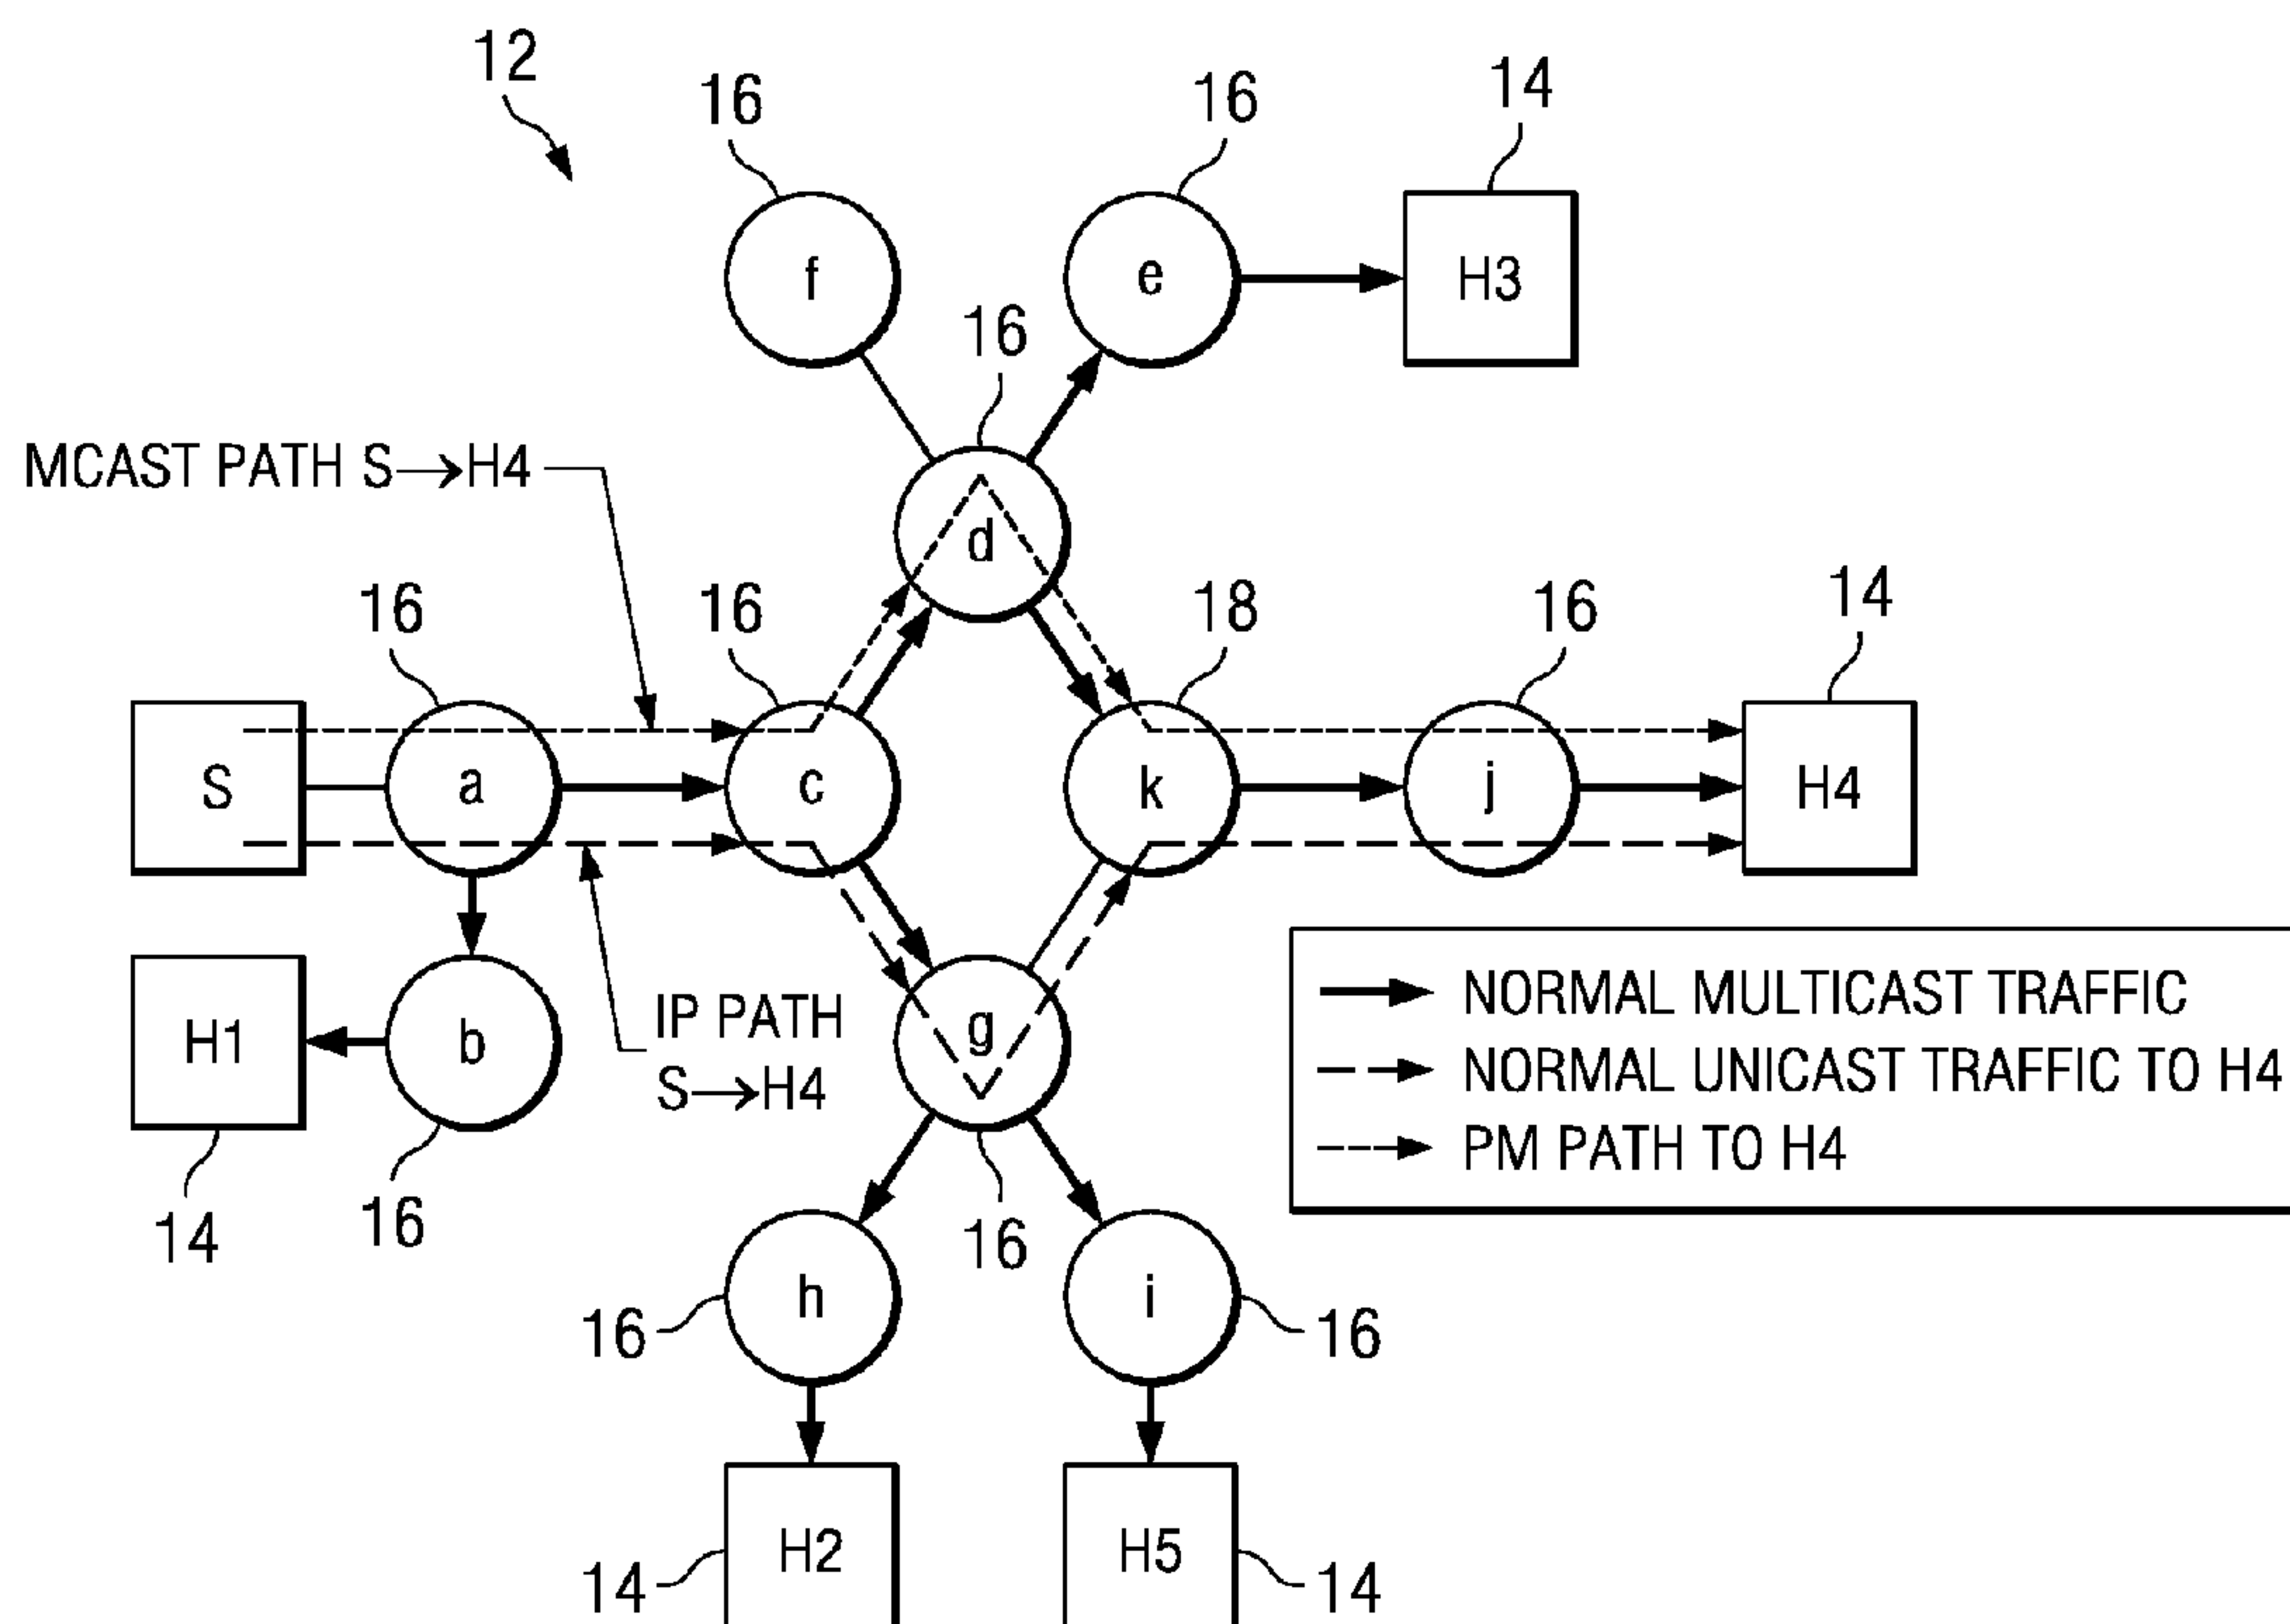 12
16
16
14
f
e
H3
16
MCAST PATH S→H4
d
16
16
18
16
14
S
a
c
k
j
H4
H1
b
IP PATH
S→H4
g
NORMAL MULTICAST TRAFFIC
NORMAL UNICAST TRAFFIC TO H4
PM PATH TO H4
14
16
16
h
i
16
16
H2
H5
14
14